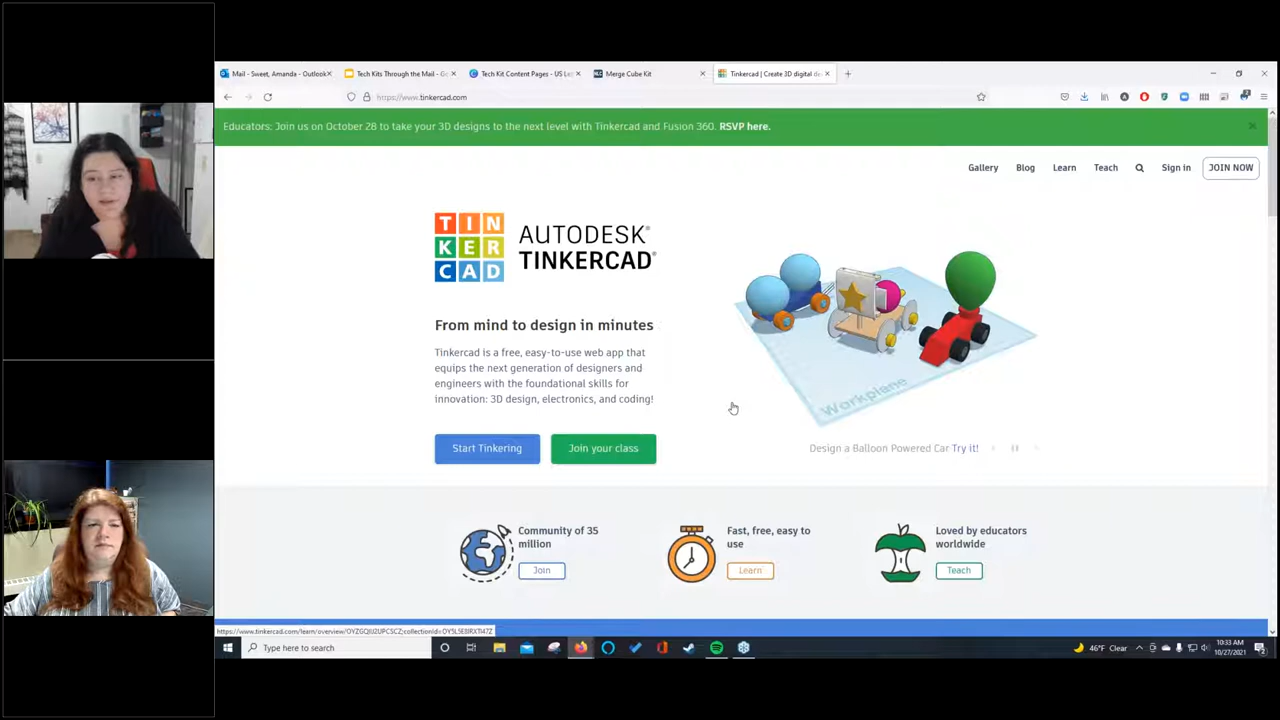 Mail - Sweet, Amanda - Outlook
Tech Kits Through the Mail - Go
Tech Kit Content Pages - US Le
Merge Cube Kit
Tinkercad | Create 3D digital de
https://www.tinkercad.com
Educators: Join us on October 28 to take your 3D designs to the next level with Tinkercad and Fusion 360. RSVP here.
Gallery Blog Learn Teach Sign in JOIN NOW
TIN
KER
CAD
AUTODESK®
TINKERCAD®
From mind to design in minutes
Tinkercad is a free, easy-to-use web app that
equips the next generation of designers and
engineers with the foundational skills for
innovation: 3D design, electronics, and coding!
Start Tinkering
Join your class
Workplane
Design a Balloon Powered Car Try it!
Community of 35
million
Join
Fast, free, easy to
use
Learn
Loved by educators
worldwide
Teach
Type here to search
46°F Clear
10:33 AM
10/27/2021